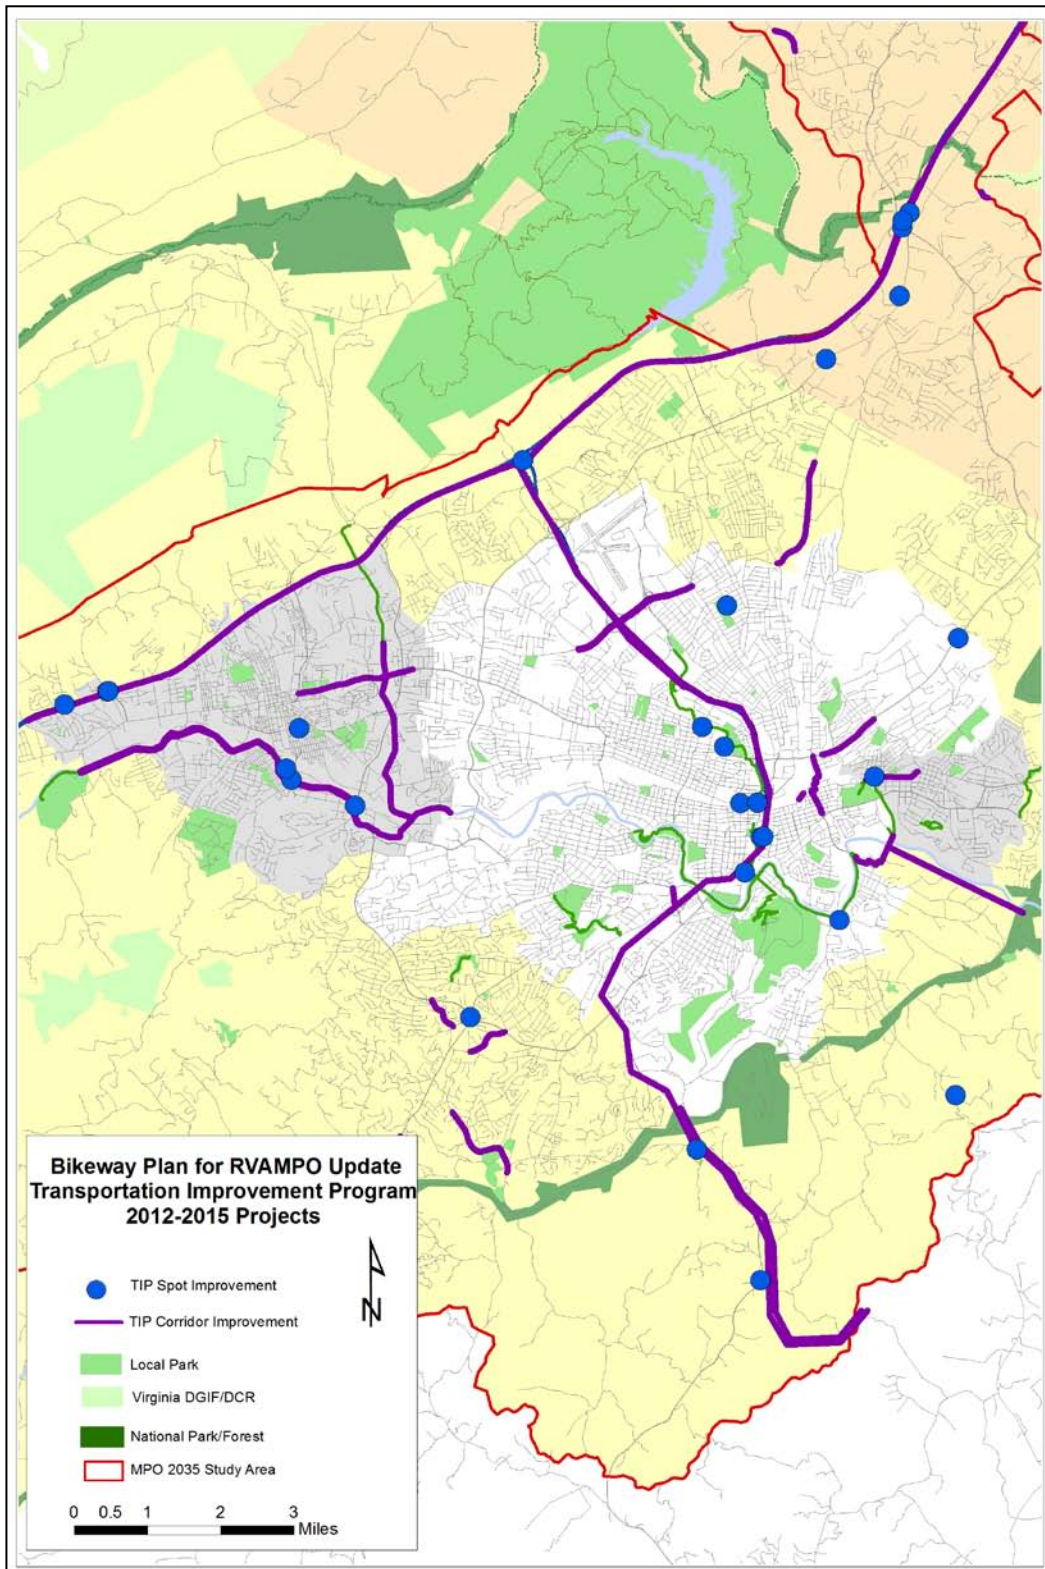 Bikeway Plan for RVAMPO Update
Transportation Improvement Program
2012-2015 Projects
N
TIP Spot Improvement
TIP Corridor Improvement
Local Park
Virginia DGIF/DCR
National Park/Forest
MPO 2035 Study Area
0 0.5 1 2 3
Miles